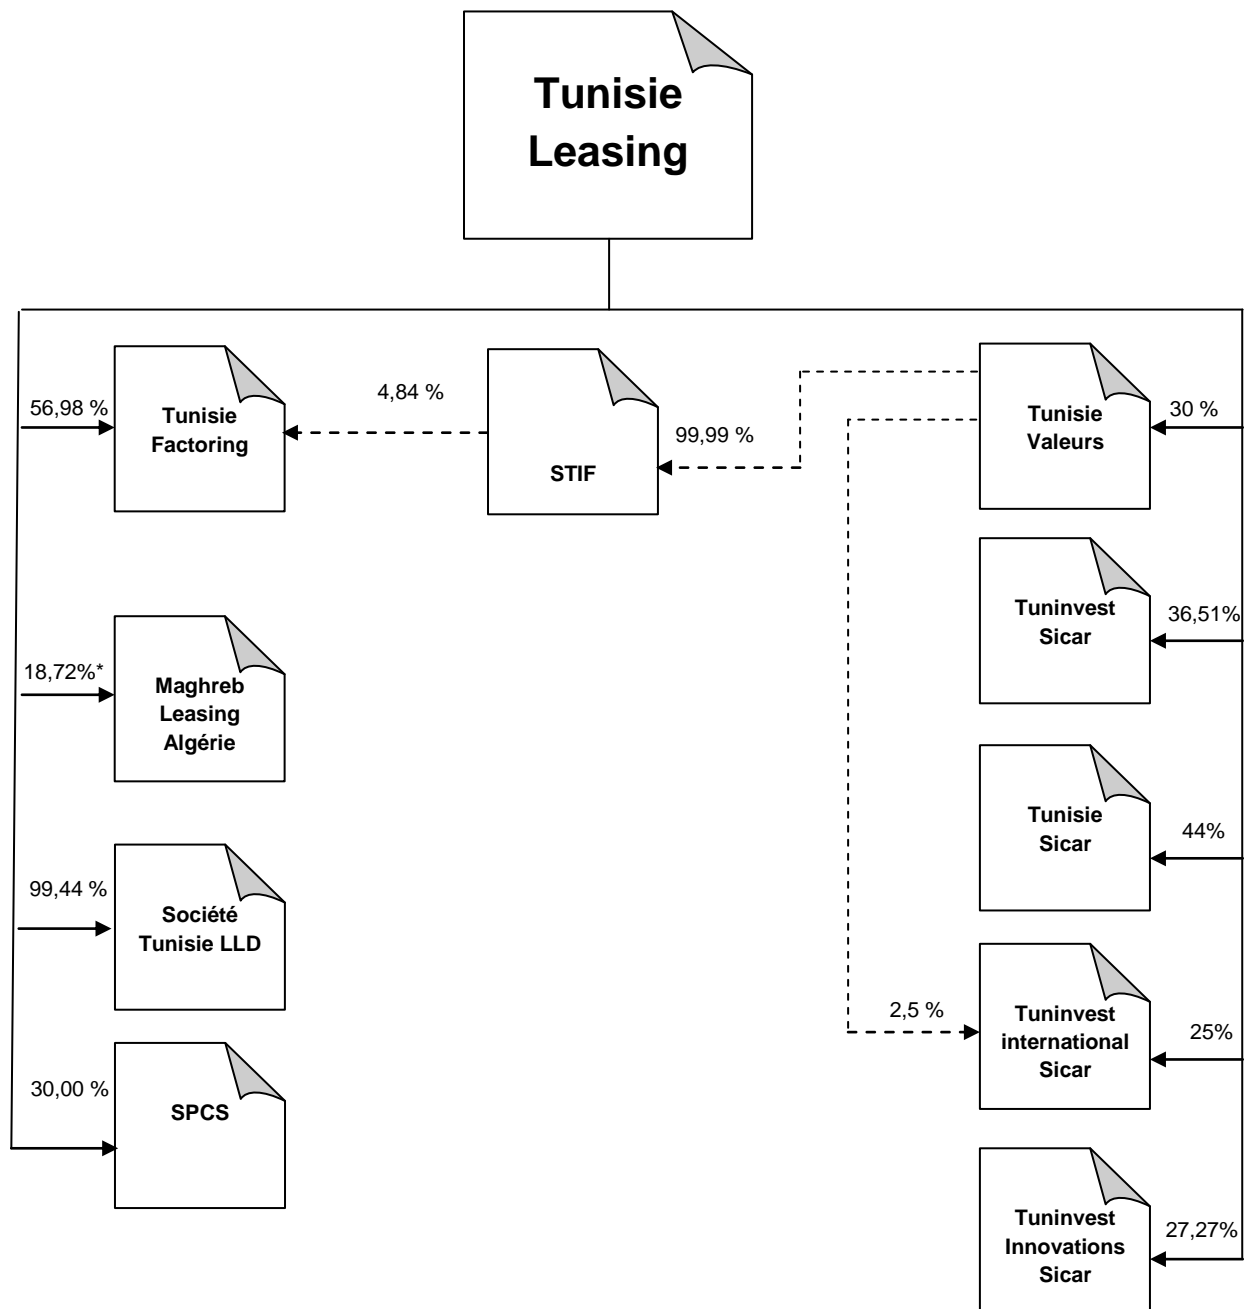 Tunisie
Leasing
56,98 %
Tunisie
Factoring
4,84 %
STIF
99,99 %
Tunisie
Valeurs
30 %
Tuninvest
Sicar
36,51%
18,72%*
Maghreb
Leasing
Algérie
Tunisie
Sicar
44%
99,44 %
Société
Tunisie LLD
2,5 %
Tuninvest
international
Sicar
25%
30,00 %
SPCS
Tuninvest
Innovations
Sicar
27,27%